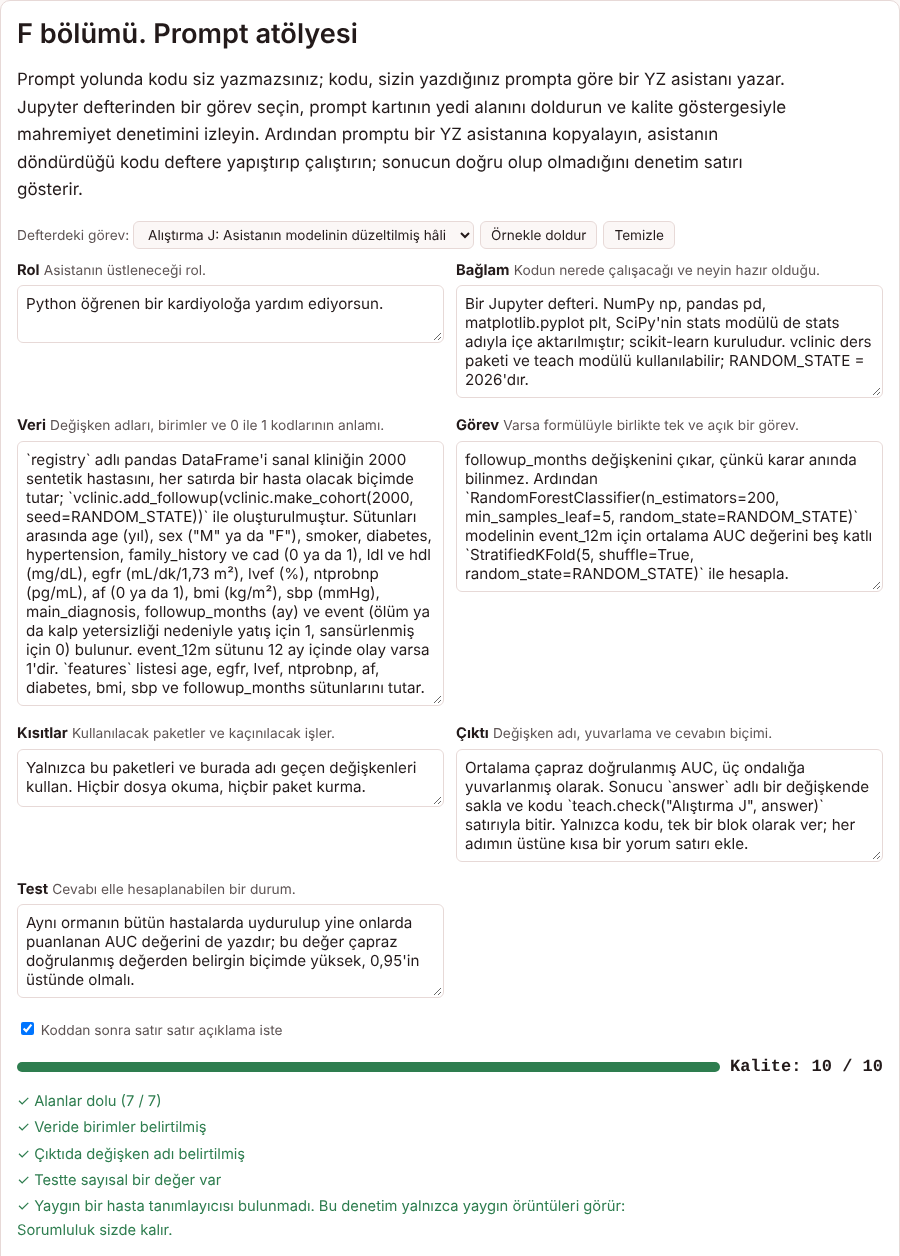 F bölümü. Prompt atölyesi
Prompt yolunda kodu siz yazmazsınız; kodu, sizin yazdığınız prompta göre bir YZ asistanı yazar.
Jupyter defterinden bir görev seçin, prompt kartının yedi alanını doldurun ve kalite göstergesiyle
mahremiyet denetimini izleyin. Ardından promptu bir YZ asistanına kopyalayın, asistanın
döndürdüğü kodu deftere yapıştırıp çalıştırın; sonucun doğru olup olmadığını denetim satırı
gösterir.
Defterdeki görev: Alıştırma J: Asistanın modelinin düzeltilmiş hâli Örnekle doldur Temizle
Rol Asistanın üstleneceği rol.
Python öğrenen bir kardiyoloğa yardım ediyorsun.
Bağlam Kodun nerede çalışacağı ve neyin hazır olduğu.
Bir Jupyter defteri. NumPy np, pandas pd,
matplotlib.pyplot plt, SciPy'nin stats modülü de stats
adıyla içe aktarılmıştır; scikit-learn kuruludur. vclinic ders
paketi ve teach modülü kullanılabilir; RANDOM_STATE =
2026'dır.
Veri Değişken adları, birimler ve 0 ile 1 kodlarının anlamı.
`registry` adlı pandas DataFrame'i sanal kliniğin 2000
sentetik hastasını, her satırda bir hasta olacak biçimde
tutar; `vclinic.add_followup(vclinic.make_cohort(2000,
seed=RANDOM_STATE))` ile oluşturulmuştur. Sütunları
arasında age (yıl), sex ("M" ya da "F"), smoker, diabetes,
hypertension, family_history ve cad (0 ya da 1), ldl ve hdl
(mg/dL), egfr (mL/dk/1,73 m²), lvef (%), ntprobnp
(pg/mL), af (0 ya da 1), bmi (kg/m²), sbp (mmHg),
main_diagnosis, followup_months (ay) ve event (ölüm ya
da kalp yetersizliği nedeniyle yatış için 1, sansürlenmiş
için 0) bulunur. event_12m sütunu 12 ay içinde olay varsa
1'dir. `features` listesi age, egfr, lvef, ntprobnp, af,
diabetes, bmi, sbp ve followup_months sütunlarını tutar.
Görev Varsa formülüyle birlikte tek ve açık bir görev.
followup_months değişkenini çıkar, çünkü karar anında
bilinmez. Ardından
`RandomForestClassifier(n_estimators=200,
min_samples_leaf=5, random_state=RANDOM_STATE)`
modelinin event_12m için ortalama AUC değerini beş katlı
`StratifiedKFold(5, shuffle=True,
random_state=RANDOM_STATE)` ile hesapla.
Kısıtlar Kullanılacak paketler ve kaçınılacak işler.
Yalnızca bu paketleri ve burada adı geçen değişkenleri
kullan. Hiçbir dosya okuma, hiçbir paket kurma.
Çıktı Değişken adı, yuvarlama ve cevabın biçimi.
Ortalama çapraz doğrulanmış AUC, üç ondalığa
yuvarlanmış olarak. Sonucu `answer` adlı bir değişkende
sakla ve kodu `teach.check("Alıştırma J", answer)`
satırıyla bitir. Yalnızca kodu, tek bir blok olarak ver; her
adımın üstüne kısa bir yorum satırı ekle.
Test Cevabı elle hesaplanabilen bir durum.
Aynı ormanın bütün hastalarda uydurulup yine onlarda
puanlanan AUC değerini de yazdır; bu değer çapraz
doğrulanmış değerden belirgin biçimde yüksek, 0,95'in
üstünde olmalı.
Koddan sonra satır satır açıklama iste
Kalite: 10 / 10
✓ Alanlar dolu (7 / 7)
✓ Veride birimler belirtilmiş
✓ Çıktıda değişken adı belirtilmiş
✓ Testte sayısal bir değer var
✓ Yaygın bir hasta tanımlayıcısı bulunmadı. Bu denetim yalnızca yaygın örüntüleri görür:
Sorumluluk sizde kalır.